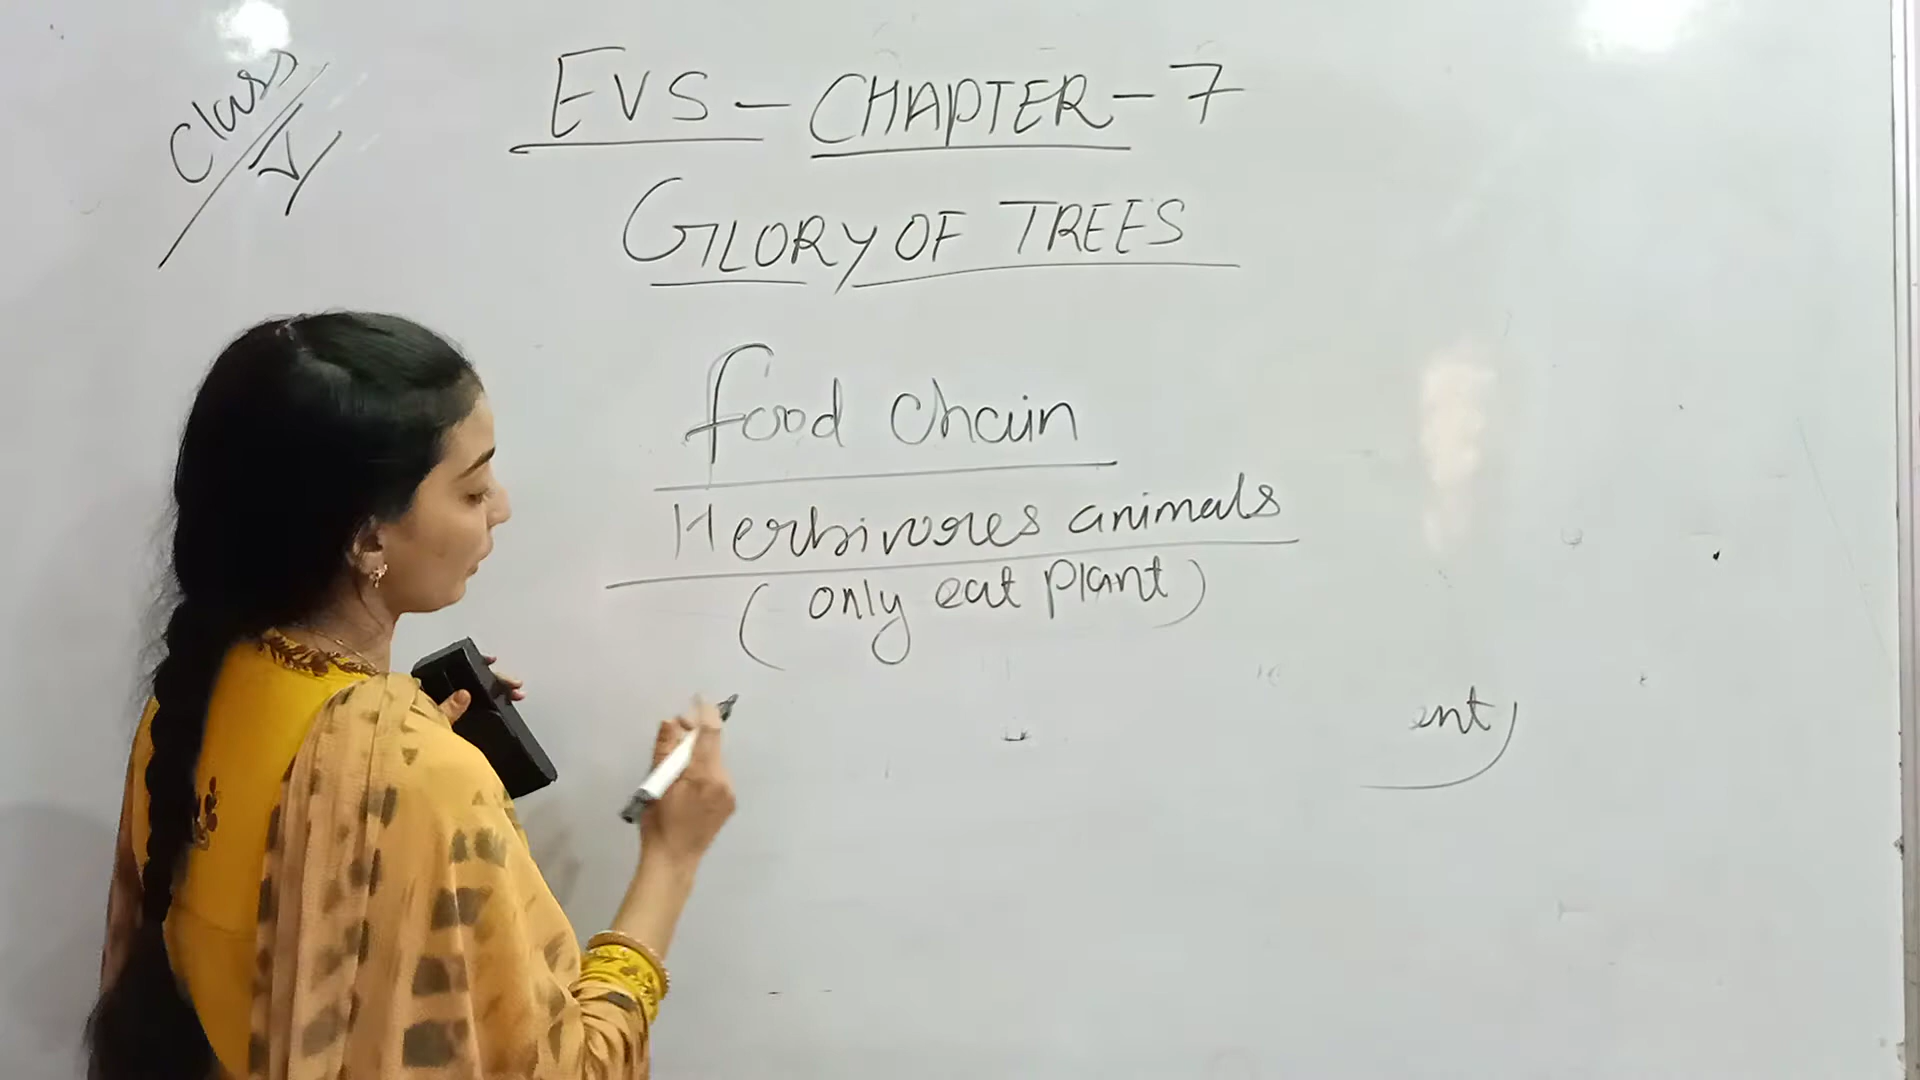 Class
V
EVS - CHAPTER - 7
GLORY OF TREES
food chain
Herbivores animals
(only eat plant)
ent)